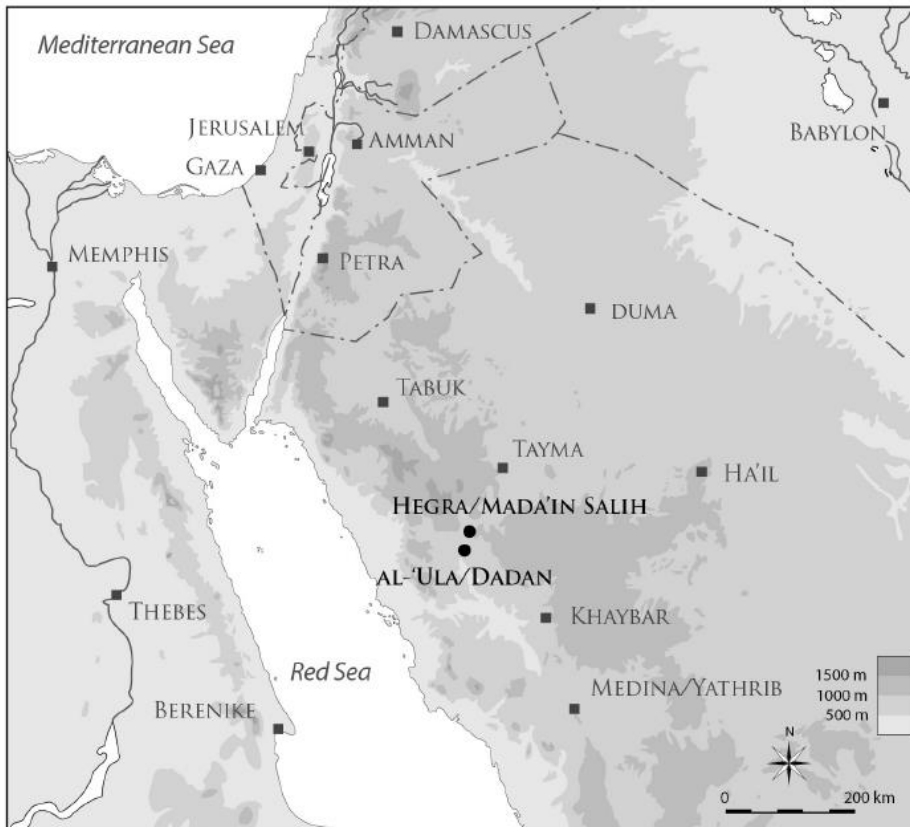 Mediterranean Sea
DAMASCUS
JERUSALEM
AMMAN
BABYLON
GAZA
MEMPHIS
PETRA
DUMA
TABUK
TAYMA
HA'IL
HEGRA/MADA'IN SALIH
AL-'ULA/DADAN
THEBES
KHAYBAR
Red Sea
MEDINA/YATHRIB
BERENIKE
1500 m
1000 m
500 m
N
0 200 km